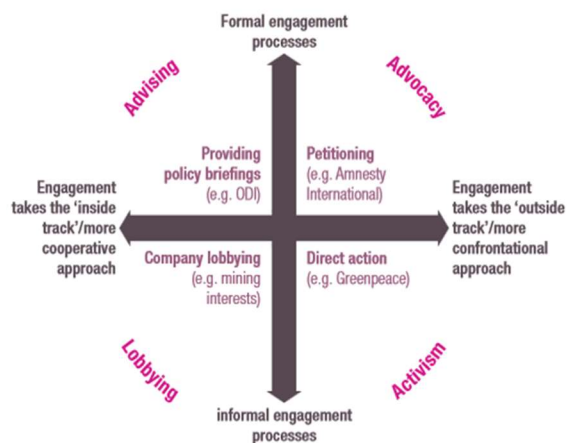 Formal engagement
processes
Advising
Advocacy
Providing
policy briefings
(e.g. ODI)
Petitioning
(e.g. Amnesty
International)
Engagement
takes the ‘inside
track’/more
cooperative
approach
Engagement
takes the ‘outside
track’/more
confrontational
approach
Company lobbying
(e.g. mining
interests)
Direct action
(e.g. Greenpeace)
Lobbying
Activism
informal engagement
processes